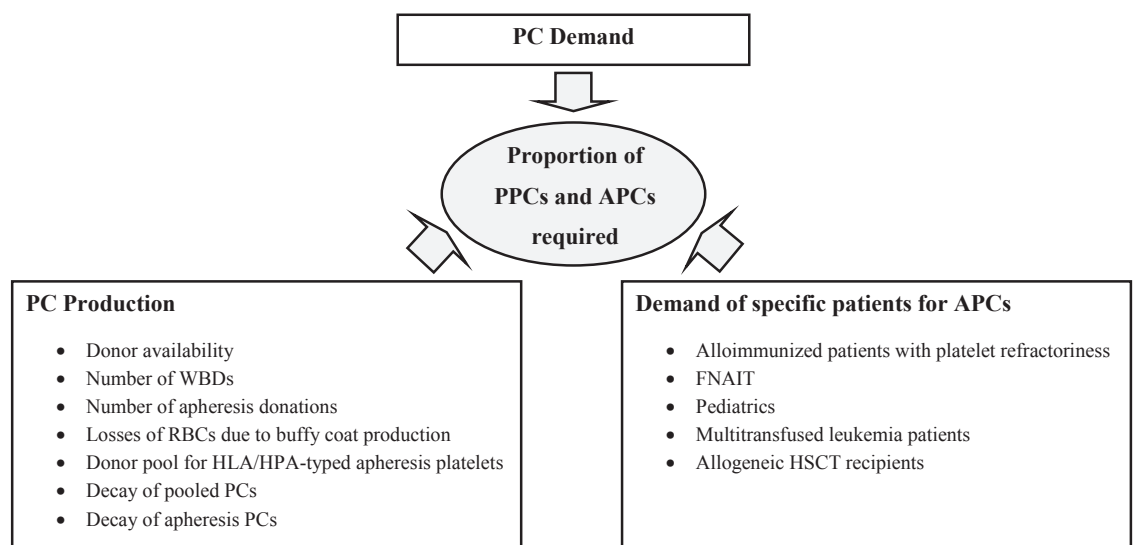 PC Demand
Proportion of
PPCs and APCs
required
PC Production
• Donor availability
• Number of WBDs
• Number of apheresis donations
• Losses of RBCs due to buffy coat production
• Donor pool for HLA/HPA-typed apheresis platelets
• Decay of pooled PCs
• Decay of apheresis PCs
Demand of specific patients for APCs
• Alloimmunized patients with platelet refractoriness
• FNAIT
• Pediatrics
• Multitransfused leukemia patients
• Allogeneic HSCT recipients